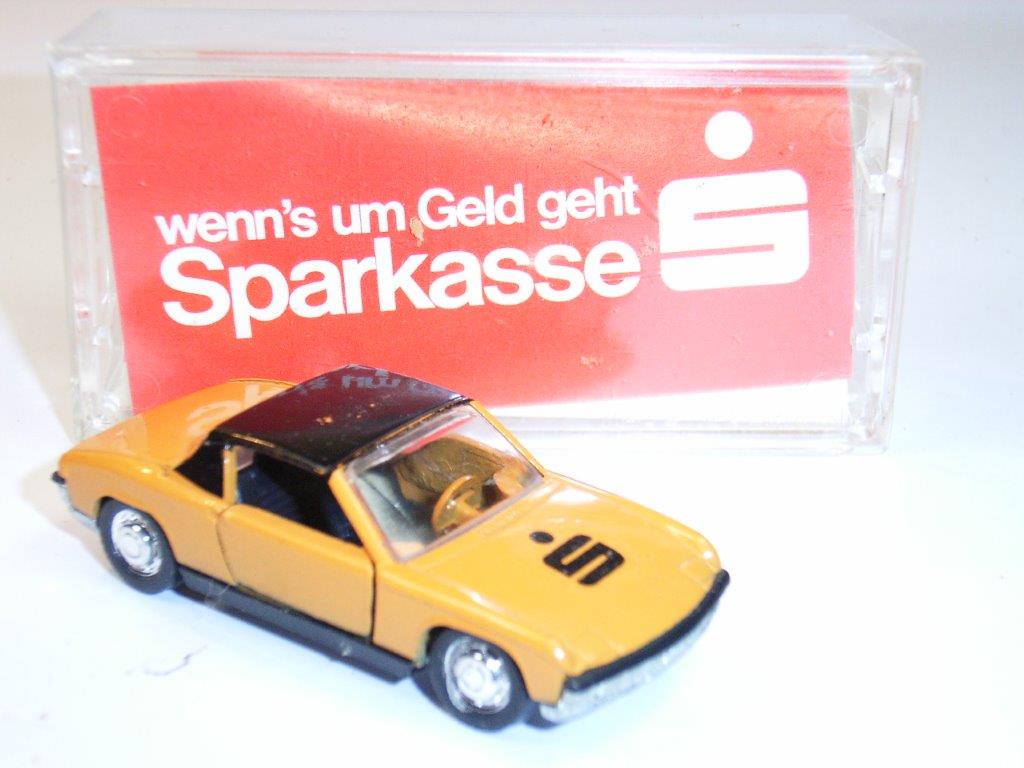 wenn's um Geld geht
Sparkasse